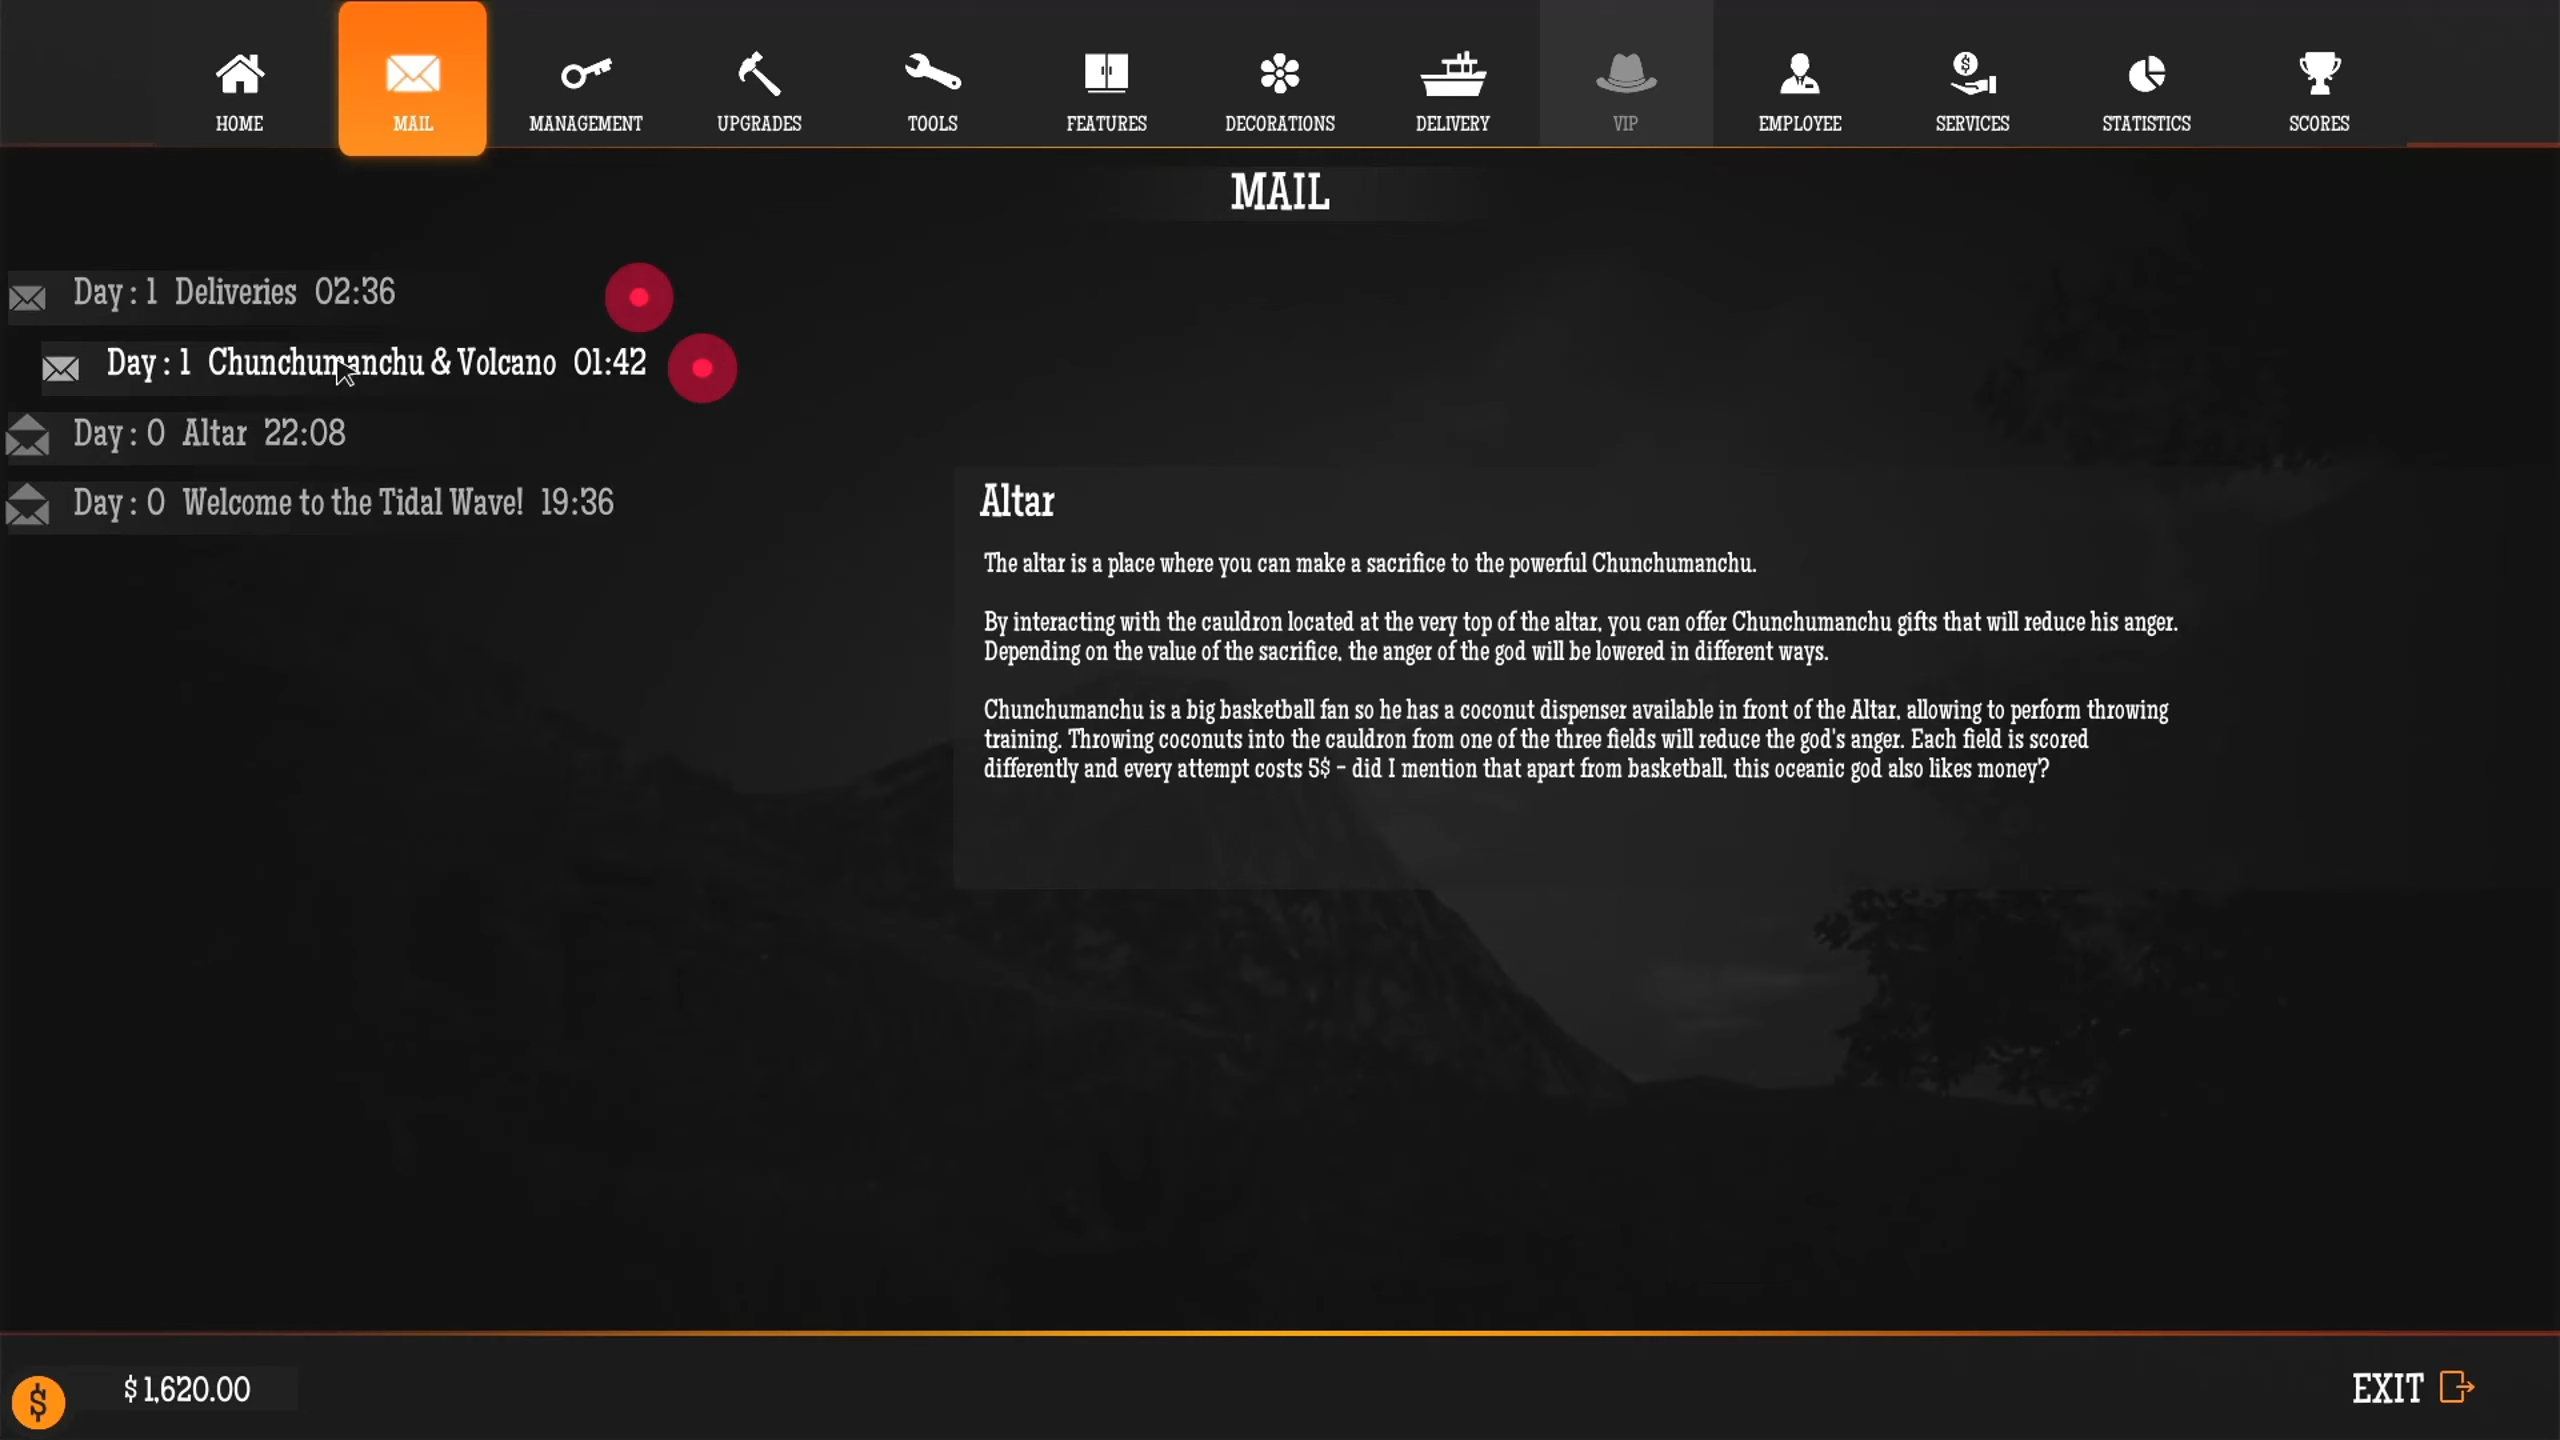 HOME
MAIL
MANAGEMENT
UPGRADES
TOOLS
FEATURES
DECORATIONS
DELIVERY
VIP
EMPLOYEE
SERVICES
STATISTICS
SCORES
MAIL
Day : 1 Deliveries 02:36
Day : 1 Chunchumanchu & Volcano 01:42
Day : 0 Altar 22:08
Day : 0 Welcome to the Tidal Wave! 19:36
Altar
The altar is a place where you can make a sacrifice to the powerful Chunchumanchu.
By interacting with the cauldron located at the very top of the altar, you can offer Chunchumanchu gifts that will reduce his anger.
Depending on the value of the sacrifice, the anger of the god will be lowered in different ways.
Chunchumanchu is a big basketball fan so he has a coconut dispenser available in front of the Altar, allowing to perform throwing
training. Throwing coconuts into the cauldron from one of the three fields will reduce the god's anger. Each field is scored
differently and every attempt costs 5$ - did I mention that apart from basketball, this oceanic god also likes money?
$ 1,620.00
EXIT